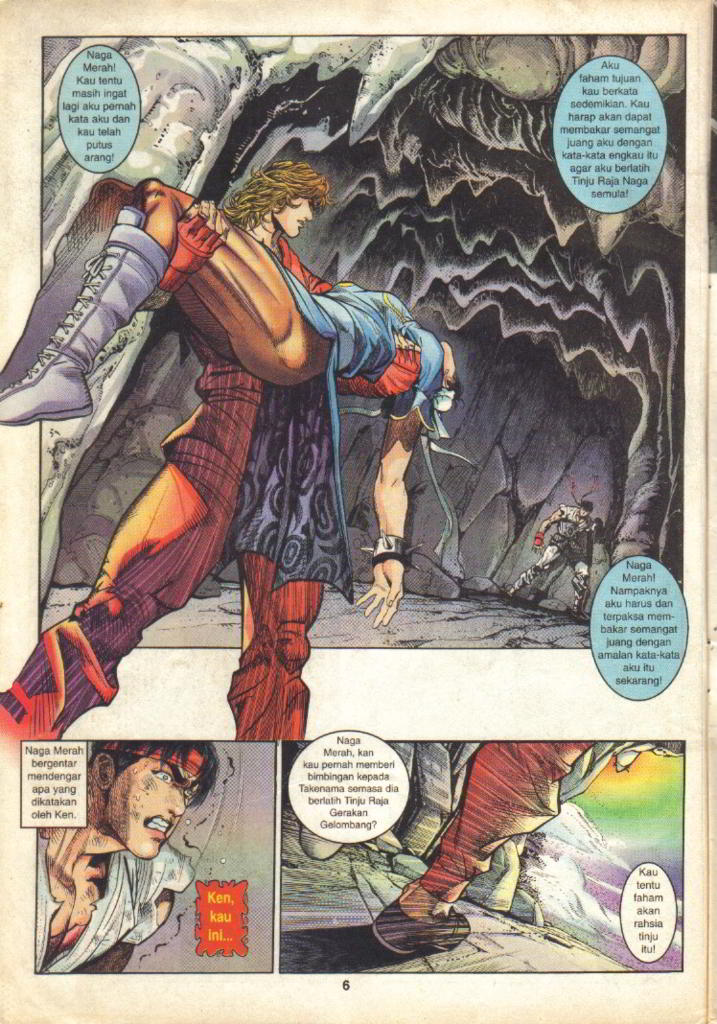 Naga
Merah!
Kau tentu
masih ingat
lagi aku pernah
kata aku dan
kau telah
putus
arang!
Aku
faham tujuan
kau berkata
sedemikian. Kau
harap akan dapat
membakar semangat
juang aku dengan
kata-kata engkau itu
agar aku berlatih
Tinju Raja Naga
semula!
Naga
Merah!
Nampaknya
aku harus dan
terpaksa mem-
bakar semangat
juang dengan
amalan kata-kata
aku itu
sekarang!
Naga Merah
bergentar
mendengar
apa yang
dikatakan
oleh Ken.
Ken,
kau
ini...
Naga
Merah, kan
kau pernah memberi
bimbingan kepada
Takenama semasa dia
berlatih Tinju Raja
Gerakan
Gelombang?
Kau
tentu
faham
akan
rahsia
tinju
itu!
6